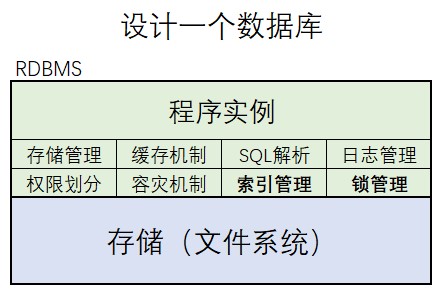 设计一个数据库
RDBMS
程序实例
存储管理 缓存机制 SQL解析 日志管理
权限划分 容灾机制 索引管理 锁管理
存储（文件系统）